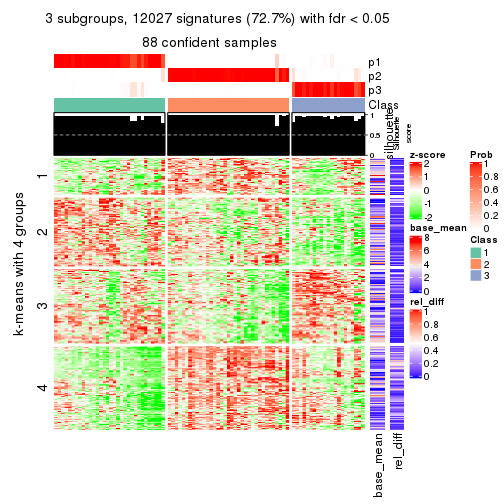 3 subgroups, 12027 signatures (72.7%) with fdr < 0.05
88 confident samples
p1
p2
p3
Class
1
0.5
0
silhouette
Silhouette
score
k-means with 4 groups
1
2
3
4
base_mean
rel_diff
z-score
2
1
0
-1
-2
base_mean
8
6
4
2
0
rel_diff
1
0.8
0.6
0.4
0.2
0
Prob
1
0.8
0.6
0.4
0.2
0
Class
1
2
3